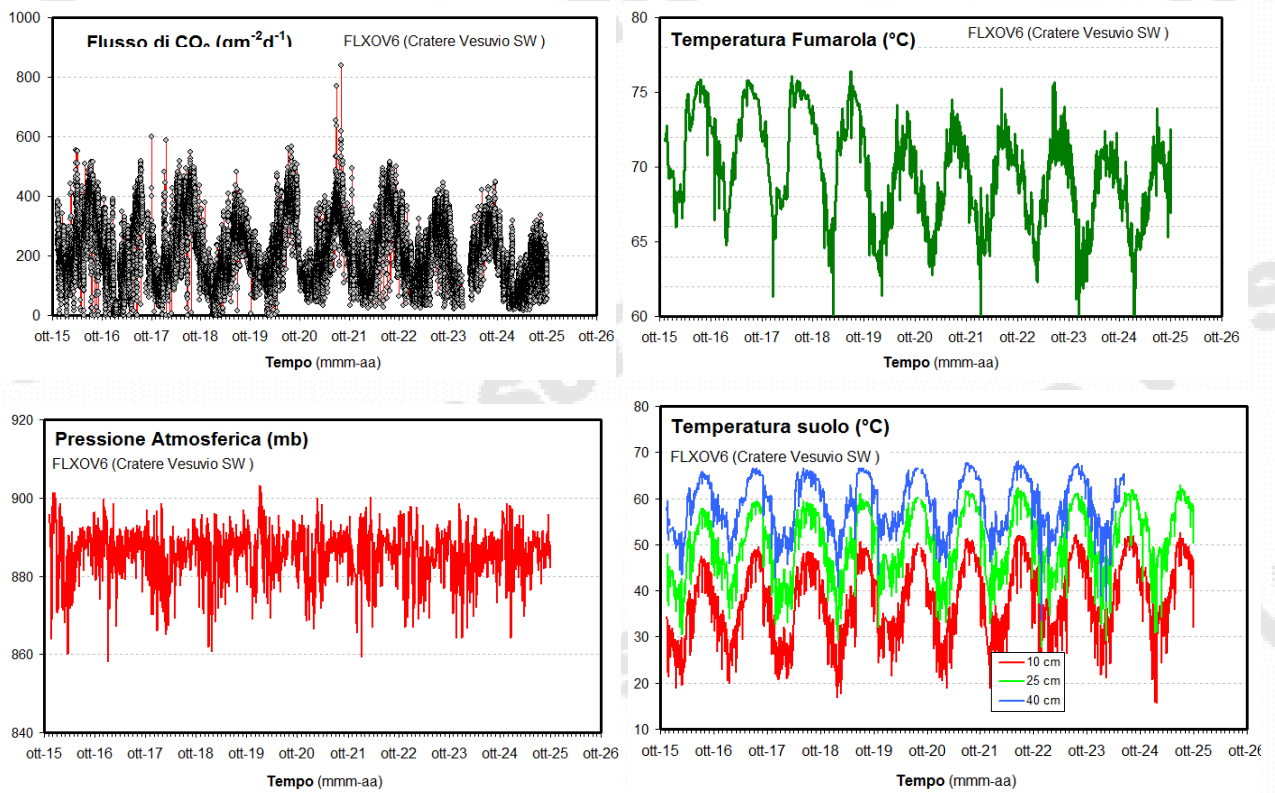 Flusso di CO₂ (gm⁻²d⁻¹)
FLXOV6 (Cratere Vesuvio SW )
1000
800
600
400
200
0
ott-15 ott-16 ott-17 ott-18 ott-19 ott-20 ott-21 ott-22 ott-23 ott-24 ott-25 ott-26
Tempo (mmm-aa)
Temperatura Fumarola (°C)
FLXOV6 (Cratere Vesuvio SW )
80
75
70
65
60
ott-15 ott-16 ott-17 ott-18 ott-19 ott-20 ott-21 ott-22 ott-23 ott-24 ott-25 ott-26
Tempo (mmm-aa)
Pressione Atmosferica (mb)
FLXOV6 (Cratere Vesuvio SW )
920
900
880
860
840
ott-15 ott-16 ott-17 ott-18 ott-19 ott-20 ott-21 ott-22 ott-23 ott-24 ott-25 ott-26
Tempo (mmm-aa)
Temperatura suolo (°C)
FLXOV6 (Cratere Vesuvio SW )
80
70
60
50
40
30
20
10
10 cm
25 cm
40 cm
ott-15 ott-16 ott-17 ott-18 ott-19 ott-20 ott-21 ott-22 ott-23 ott-24 ott-25 ott-26
Tempo (mmm-aa)